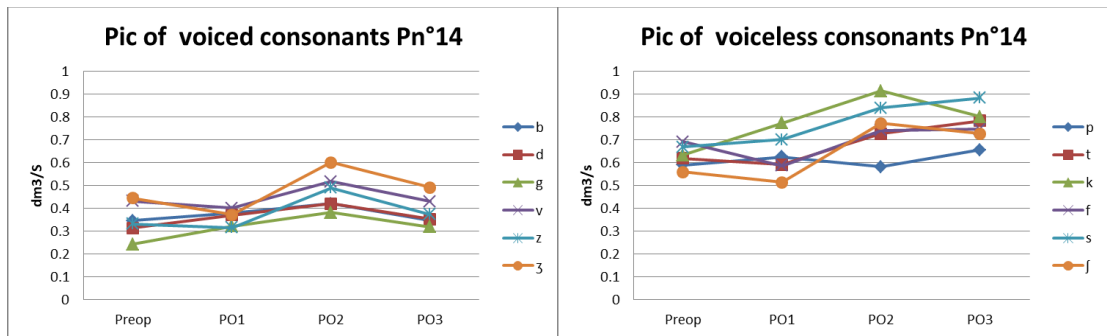 Pic of voiced consonants Pn°14
dm3/s
1
0.9
0.8
0.7
0.6
0.5
0.4
0.3
0.2
0.1
0
Preop PO1 PO2 PO3
b
d
g
v
z
ʒ
Pic of voiceless consonants Pn°14
dm3/s
1
0.9
0.8
0.7
0.6
0.5
0.4
0.3
0.2
0.1
0
Preop PO1 PO2 PO3
p
t
k
f
s
ʃ